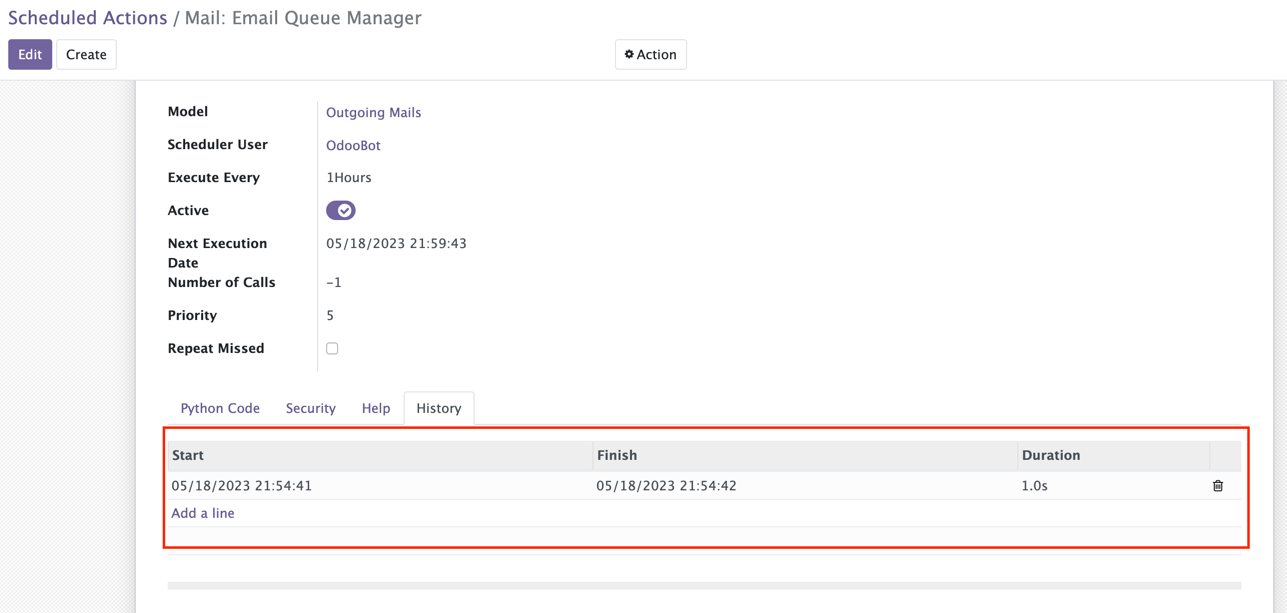 Scheduled Actions / Mail: Email Queue Manager
Edit Create Action
Model Outgoing Mails
Scheduler User OdooBot
Execute Every 1Hours
Active
Next Execution Date 05/18/2023 21:59:43
Number of Calls -1
Priority 5
Repeat Missed
Python Code Security Help History
Start Finish Duration
05/18/2023 21:54:41 05/18/2023 21:54:42 1.0s
Add a line